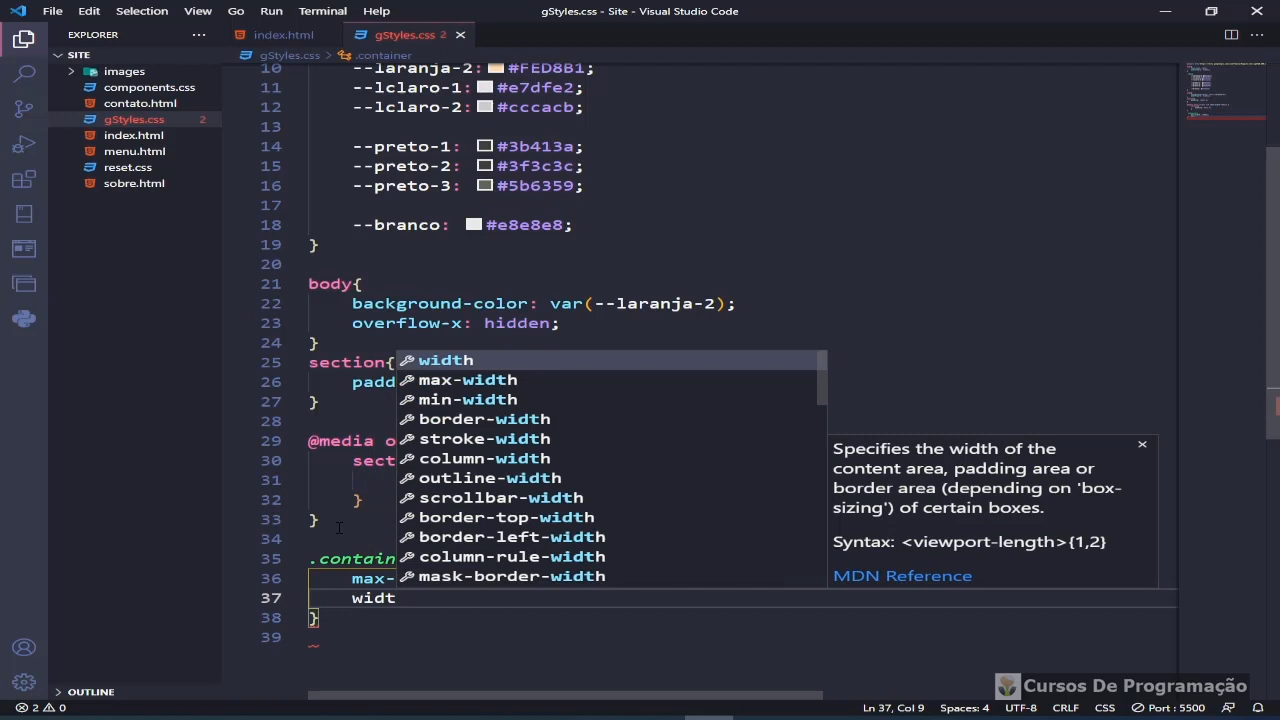 File Edit Selection View Go Run Terminal Help
gStyles.css - Site - Visual Studio Code
EXPLORER
SITE
images
components.css
contato.html
gStyles.css 2
index.html
menu.html
reset.css
sobre.html
OUTLINE
index.html
gStyles.css 2
gStyles.css > .container
10 --laranja-2: #FED8B1;
11 --lclaro-1: #e7dfe2;
12 --lclaro-2: #cccacb;
13
14 --preto-1: #3b413a;
15 --preto-2: #3f3c3c;
16 --preto-3: #5b6359;
17
18 --branco: #e8e8e8;
19 }
20
21 body{
22 background-color: var(--laranja-2);
23 overflow-x: hidden;
24 }
25 section{
26 padd
27 }
28
29 @media o
30 sect
31
32 }
33 }
34
35 .contain
36 max-
37 widt
38 }
39
width
max-width
min-width
border-width
stroke-width
column-width
outline-width
scrollbar-width
border-top-width
border-left-width
column-rule-width
mask-border-width
Specifies the width of the
content area, padding area or
border area (depending on 'box-
sizing') of certain boxes.
Syntax: <viewport-length>{1,2}
MDN Reference
Cursos De Programação
2 0
Ln 37, Col 9 Spaces: 4 UTF-8 CRLF CSS Port : 5500